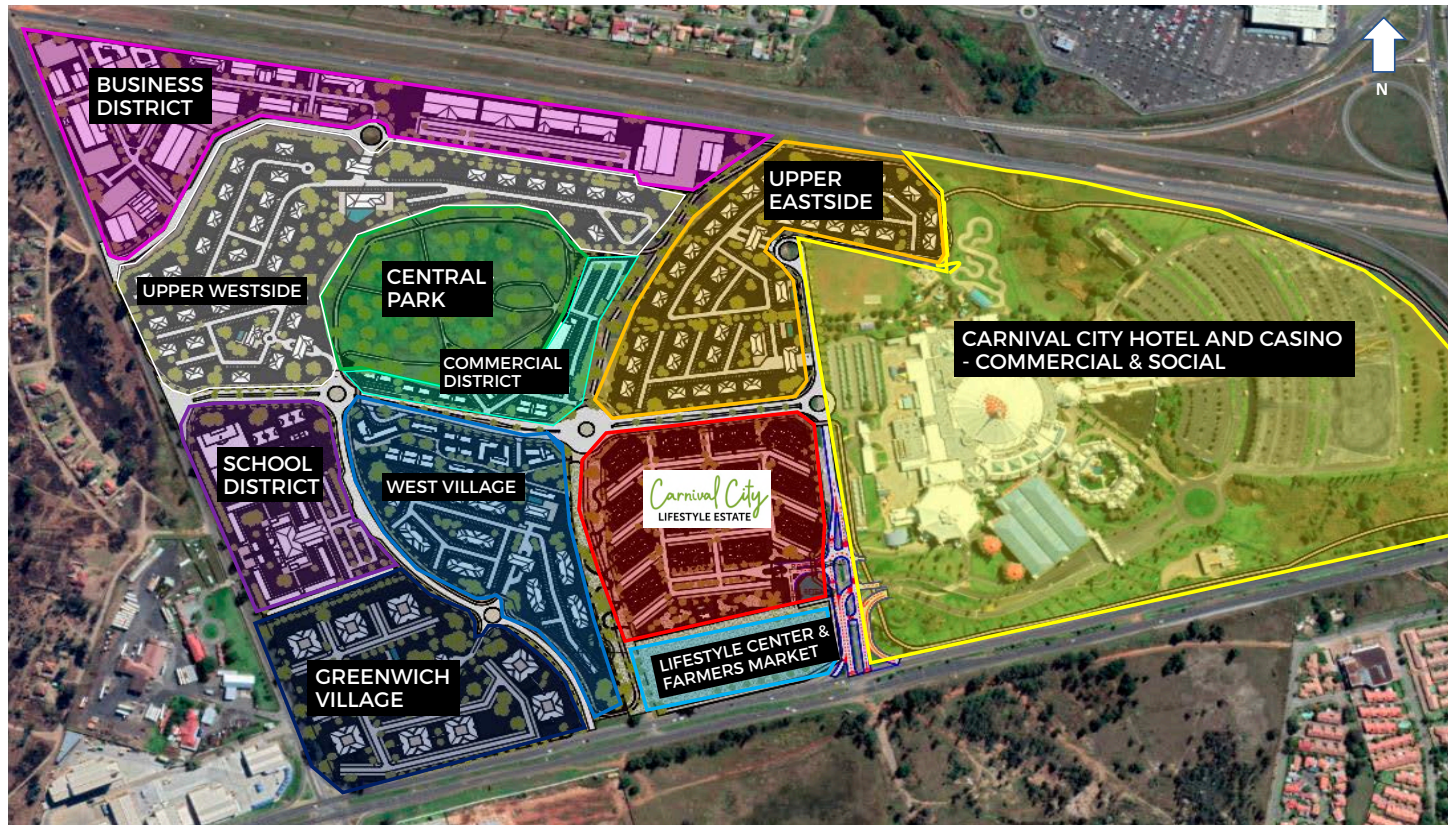 BUSINESS
DISTRICT
N
UPPER
EASTSIDE
CENTRAL
PARK
UPPER WESTSIDE
CARNIVAL CITY HOTEL AND CASINO
- COMMERCIAL & SOCIAL
COMMERCIAL
DISTRICT
SCHOOL
DISTRICT
WEST VILLAGE
Carnival City
LIFESTYLE ESTATE
LIFESTYLE CENTER &
FARMERS MARKET
GREENWICH
VILLAGE